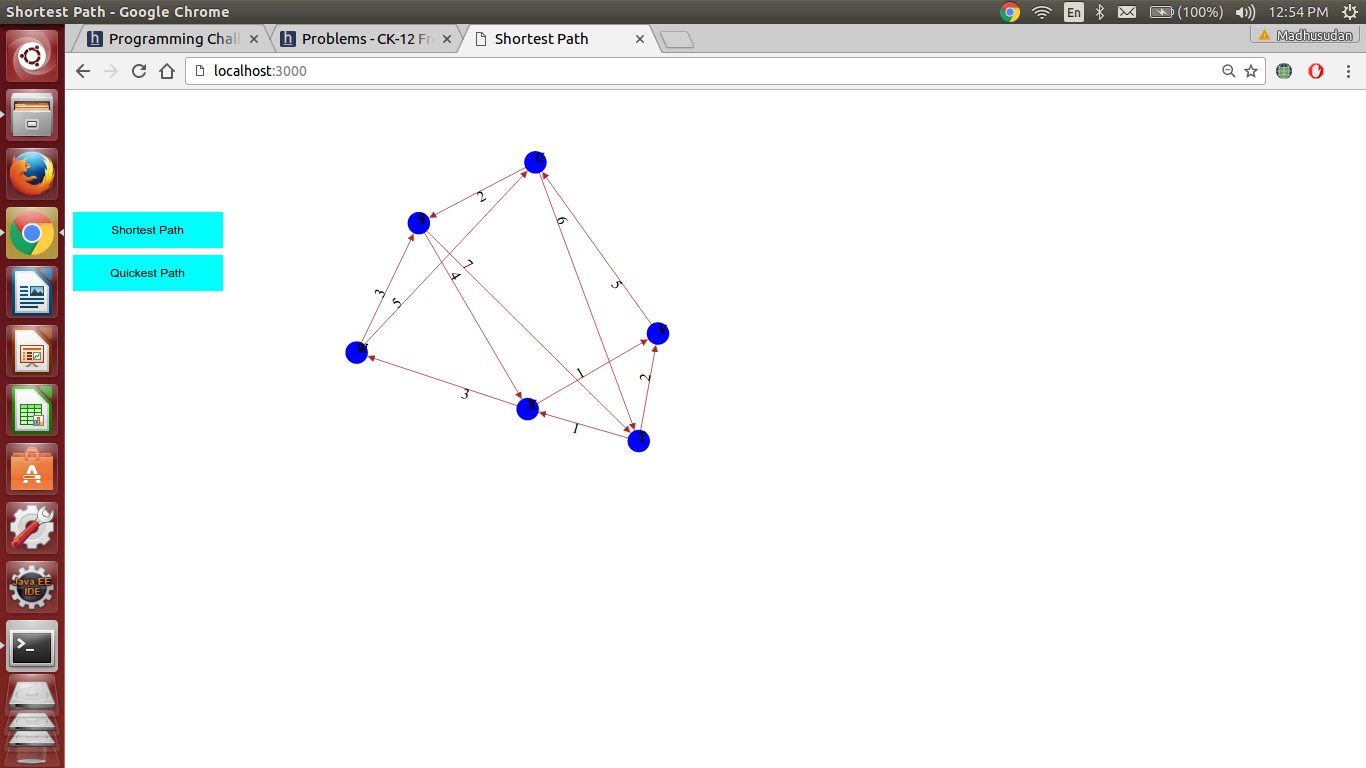 Shortest Path - Google Chrome
En
(100%)
12:54 PM
Programming Chal
Problems - CK-12 Fr
Shortest Path
Madhusudan
localhost:3000
Shortest Path
Quickest Path
U
2
S
6
7
4
3
5
5
V
W
1
2
3
X
1
T
Java EE
IDE
>_